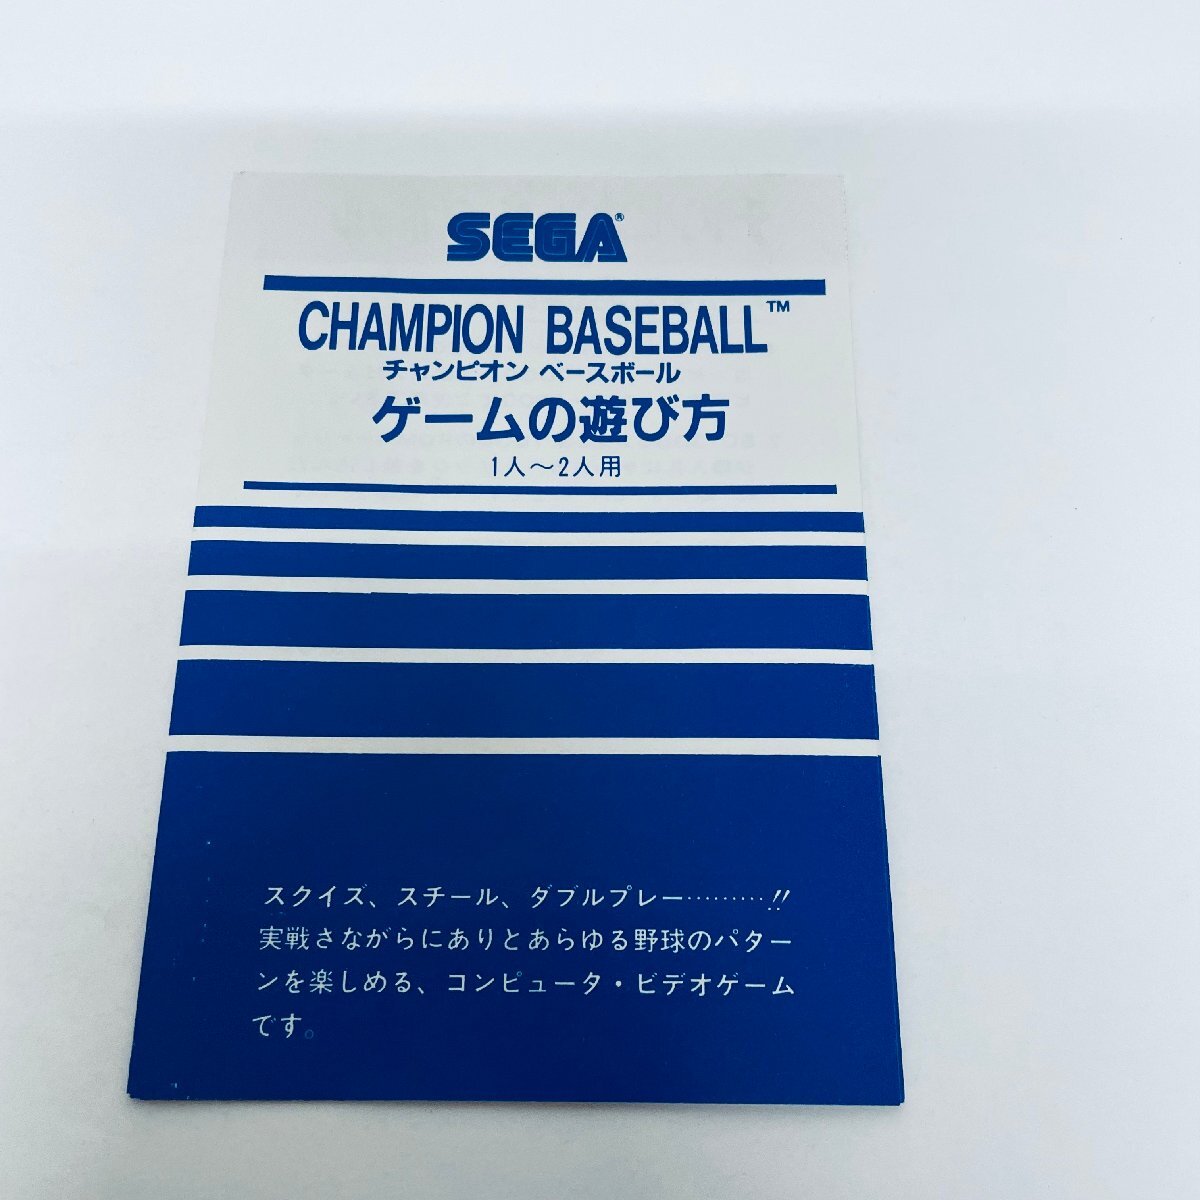 SEGA®
CHAMPION BASEBALL™
チャンピオン ベースボール
ゲームの遊び方
1人～2人用
スクイズ、スチール、ダブルプレー………!!
実戦さながらにありとあらゆる野球のパター
ンを楽しめる、コンピュータ・ビデオゲーム
です。